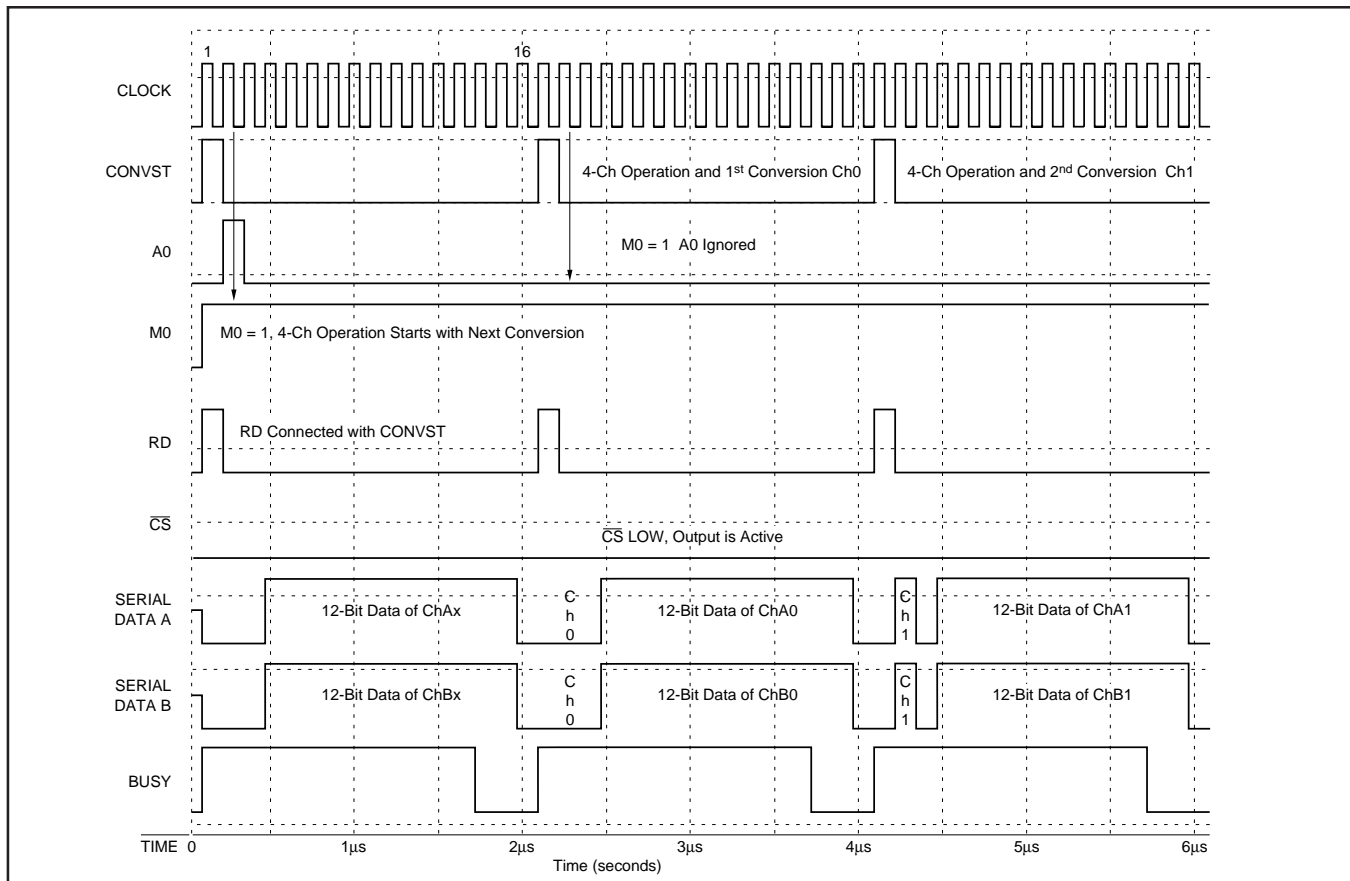 1 16
CLOCK
CONVST
4-Ch Operation and 1st Conversion Ch0
4-Ch Operation and 2nd Conversion Ch1
A0
M0 = 1 A0 Ignored
M0
M0 = 1, 4-Ch Operation Starts with Next Conversion
RD
RD Connected with CONVST
CS
CS LOW, Output is Active
SERIAL
DATA A
12-Bit Data of ChAx
Ch0
12-Bit Data of ChA0
Ch1
12-Bit Data of ChA1
SERIAL
DATA B
12-Bit Data of ChBx
Ch0
12-Bit Data of ChB0
Ch1
12-Bit Data of ChB1
BUSY
TIME 0 1µs 2µs 3µs 4µs 5µs 6µs
Time (seconds)